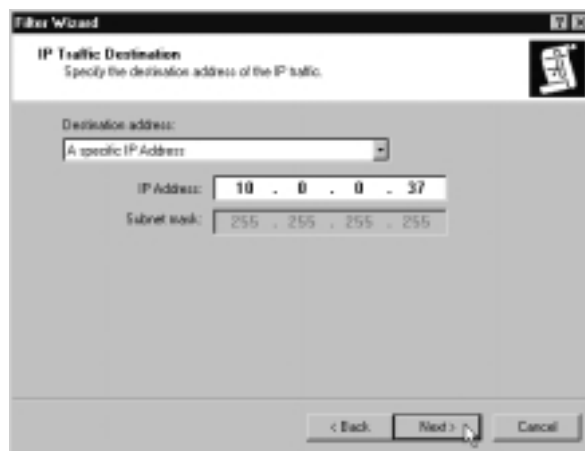 Filter Wizard
IP Traffic Destination
Specify the destination address of the IP traffic.
Destination address:
A specific IP Address
IP Address: 10 . 0 . 0 . 37
Subnet mask: 255 . 255 . 255 . 255
< Back Next > Cancel